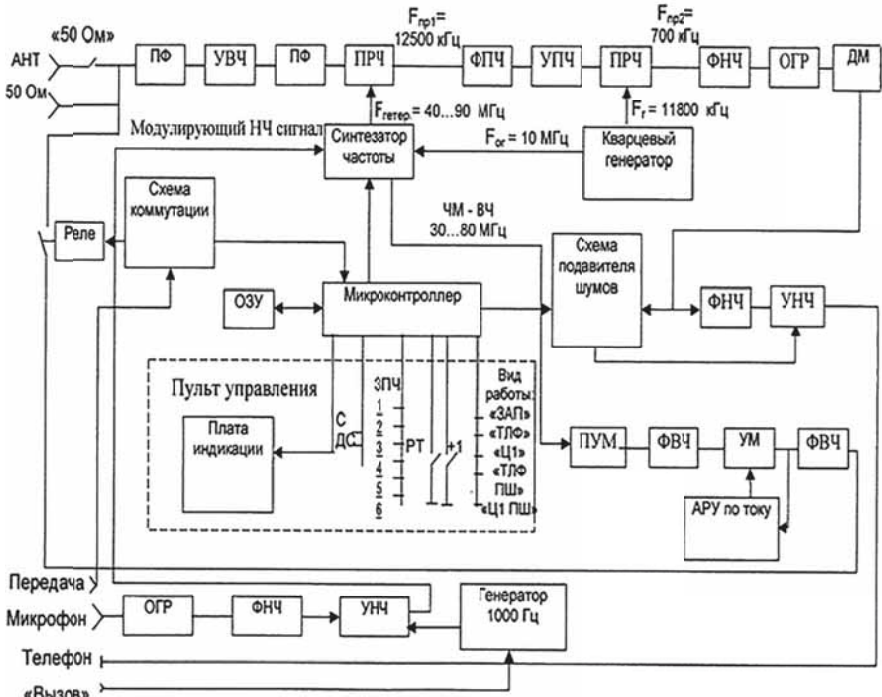 «50 Ом»
АНТ
50 Ом
ПФ
УВЧ
ПФ
ПРЧ
Fпр1=
12500 кГц
ФПЧ
УПЧ
ПРЧ
Fпр2=
700 кГц
ФНЧ
ОГР
ДМ
Fгетер.= 40...90 МГц
Fг = 11800 кГц
Модулирующий НЧ сигнал
Синтезатор
частоты
Fог = 10 МГц
Кварцевый
генератор
Схема
коммутации
Реле
ЧМ - ВЧ
30...80 МГц
Схема
подавителя
шумов
ОЗУ
Микроконтроллер
ФНЧ
УНЧ
Пульт управления
Плата
индикации
С
ДС
ЗПЧ
1
2
3
4
5
6
РТ
+1
Вид
работы:
«ЗАП»
«ТЛФ»
«Ц1»
«ТЛФ
ПШ»
«Ц1 ПШ»
ПУМ
ФВЧ
УМ
ФВЧ
АРУ по току
Передача
Микрофон
ОГР
ФНЧ
УНЧ
Генератор
1000 Гц
Телефон
«Вызов»